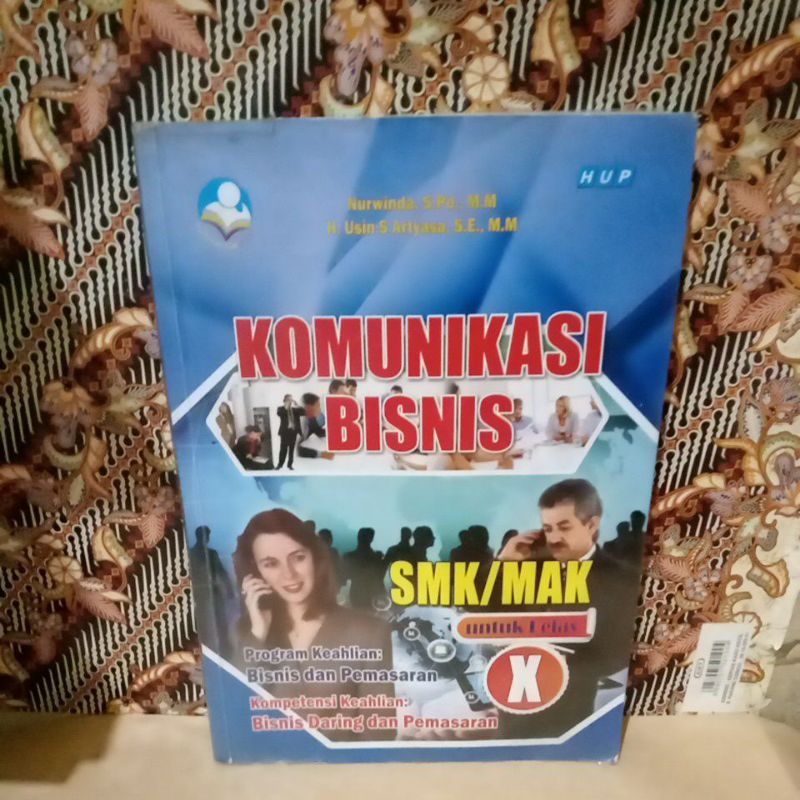 HUP
Nurwinda, S.Pd., M.M
H. Usin S Artyasa, S.E., M.M
KOMUNIKASI
BISNIS
SMK/MAK
untuk kelas
X
Program Keahlian:
Bisnis dan Pemasaran
Kompetensi Keahlian:
Bisnis Daring dan Pemasaran